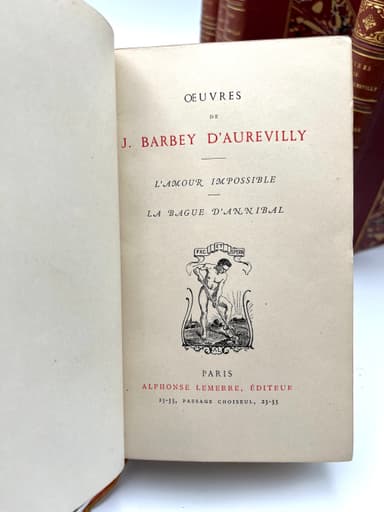 ŒUVRES
DE
J. BARBEY D'AUREVILLY
L'AMOUR IMPOSSIBLE
LA BAGUE D'ANNIBAL
FAC ET SPERA
AL
PARIS
ALPHONSE LEMERRE, ÉDITEUR
23-33, PASSAGE CHOISEUL, 23-33